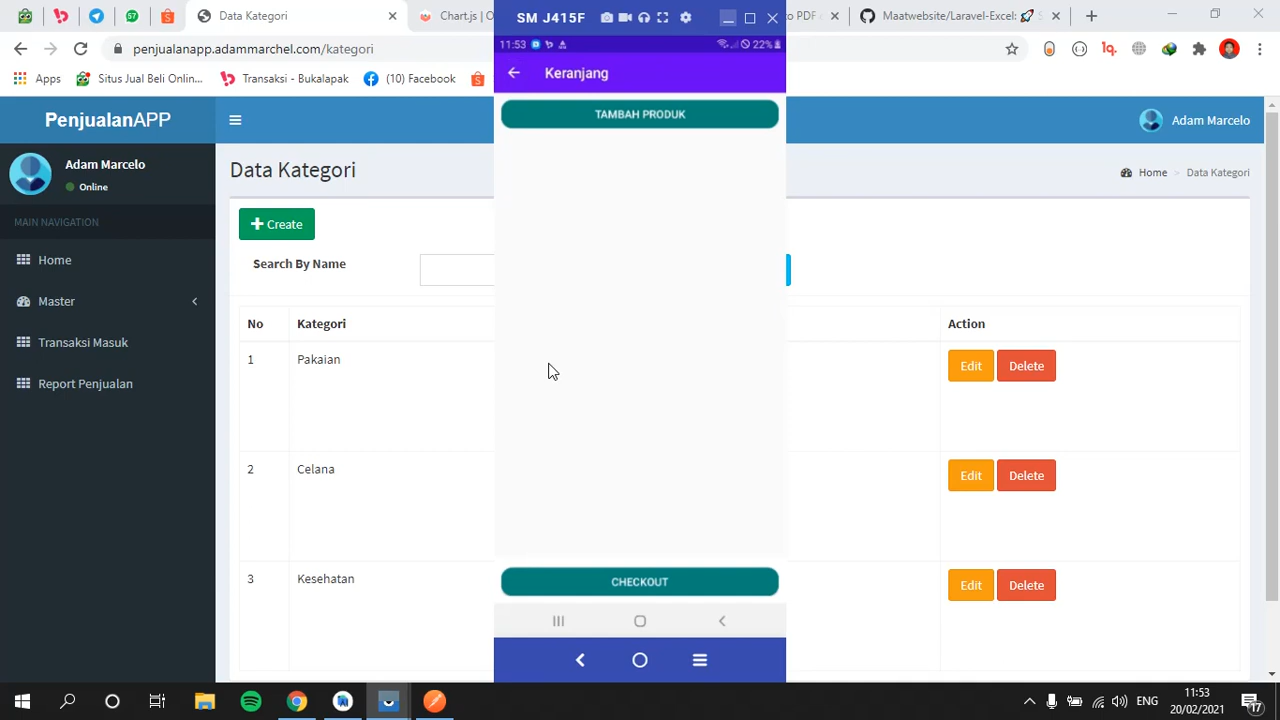 Data Kategori
Chart.js
SM J415F
to PDF
Maatwebsite/Laravel-Excel:
penjualanapp.adammarchel.com/kategori
11:53
22%
Apps
Situs Jual Beli Online...
Transaksi - Bukalapak
(10) Facebook
Keranjang
PenjualanAPP
TAMBAH PRODUK
Adam Marcelo
Adam Marcelo
Online
Data Kategori
Home > Data Kategori
MAIN NAVIGATION
Create
Home
Search By Name
Master
No
Kategori
Action
Transaksi Masuk
1
Pakaian
Edit
Delete
Report Penjualan
2
Celana
Edit
Delete
3
Kesehatan
Edit
Delete
CHECKOUT
ENG
11:53
20/02/2021
17